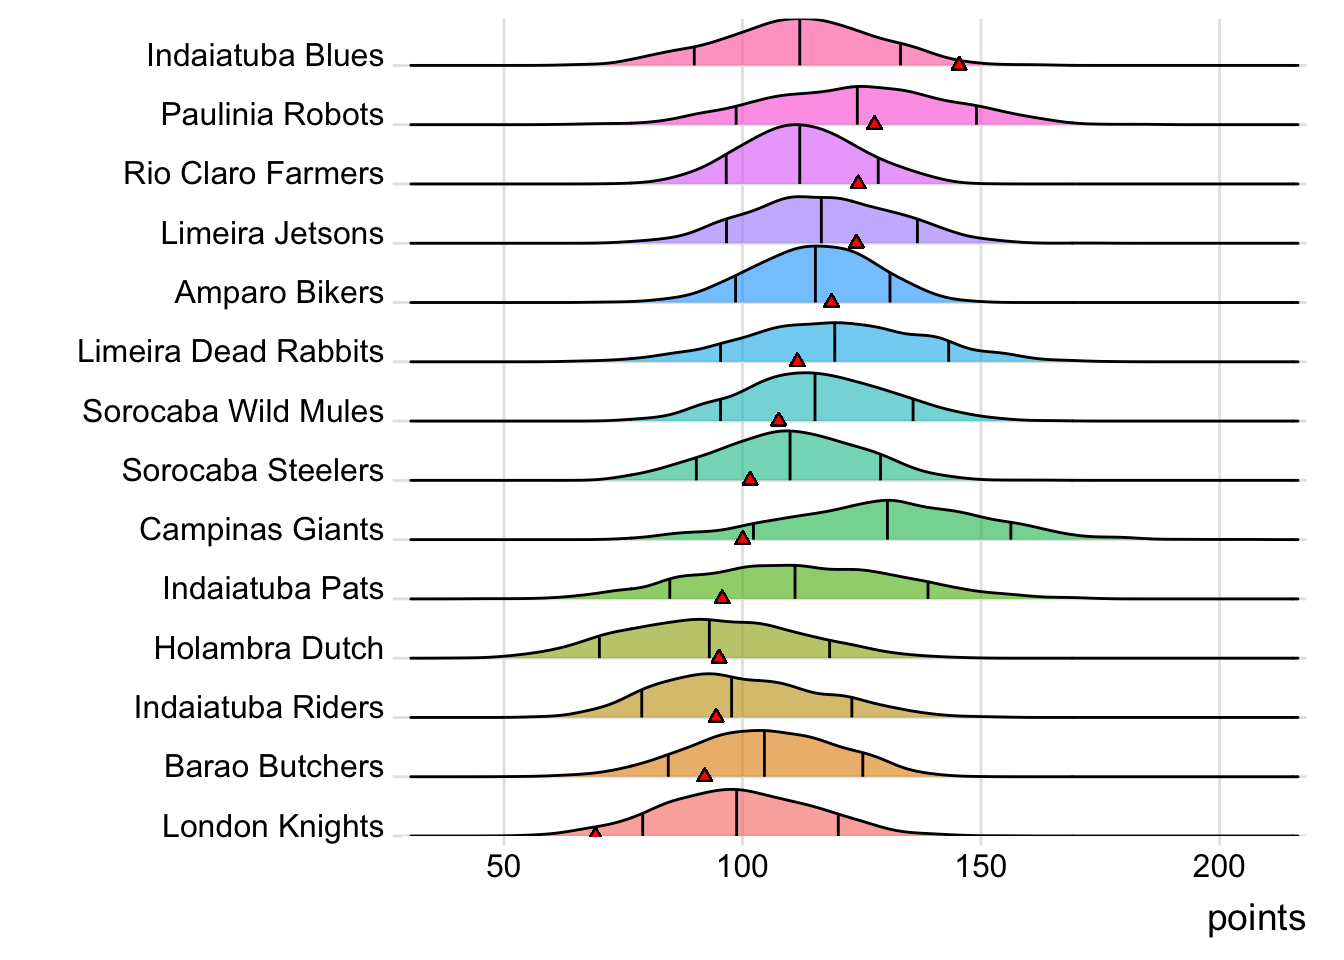 Indaiatuba Blues
Paulinia Robots
Rio Claro Farmers
Limeira Jetsons
Amparo Bikers
Limeira Dead Rabbits
Sorocaba Wild Mules
Sorocaba Steelers
Campinas Giants
Indaiatuba Pats
Holambra Dutch
Indaiatuba Riders
Barao Butchers
London Knights
50 100 150 200
points